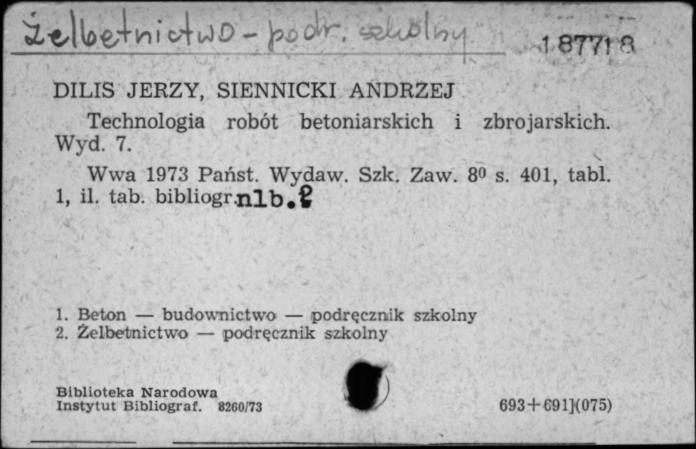 Żelbetnictwo - podr. szkolny
187718
DILIS JERZY, SIENNICKI ANDRZEJ
Technologia robót betoniarskich i zbrojarskich.
Wyd. 7.
Wwa 1973 Państ. Wydaw. Szk. Zaw. 8⁰ s. 401, tabl.
1, il. tab. bibliogr. nlb. 2
1. Beton — budownictwo — podręcznik szkolny
2. Żelbetnictwo — podręcznik szkolny
Biblioteka Narodowa
Instytut Bibliograf. 8260/73
693+691](075)